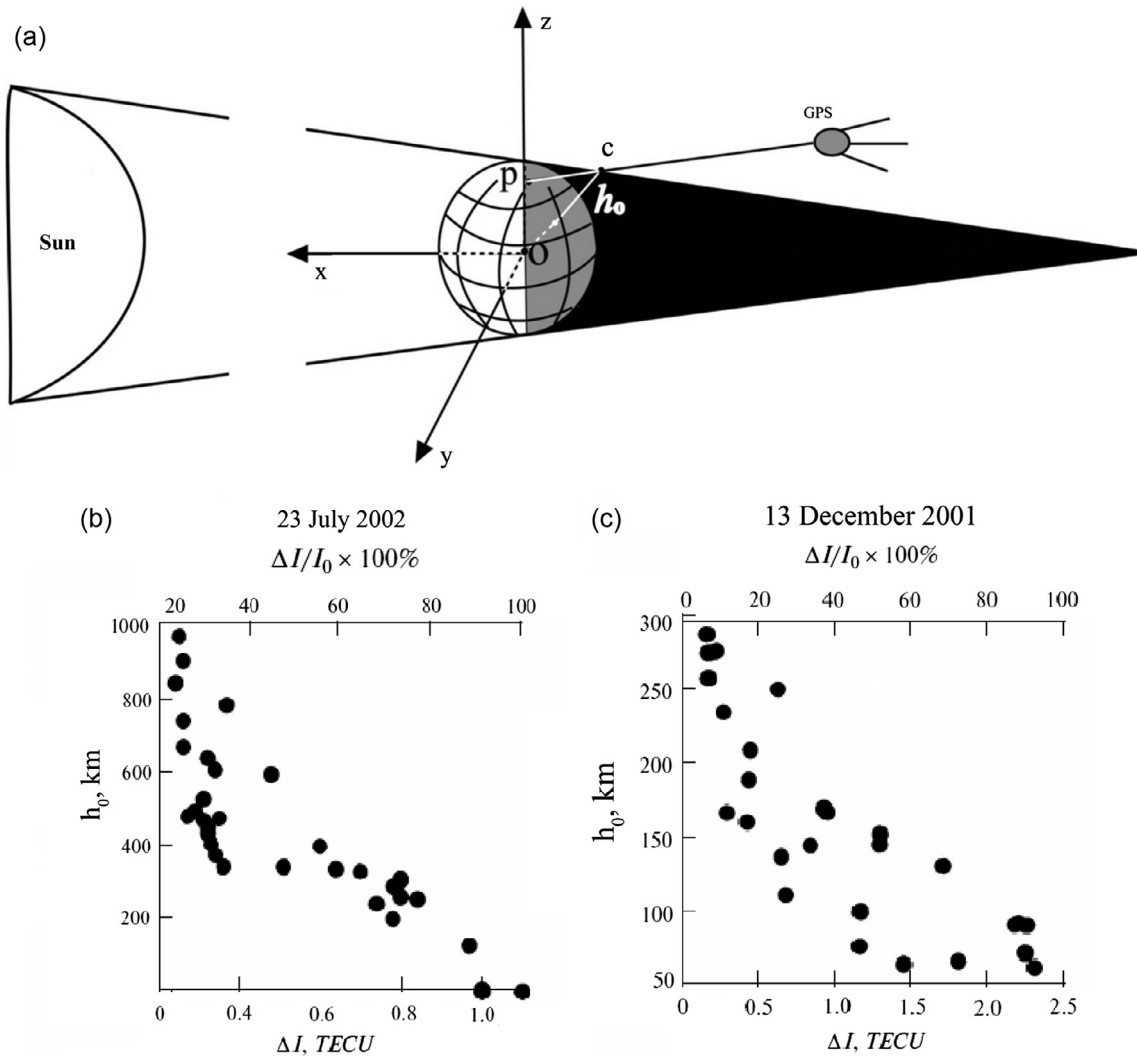 (a)
z
GPS
c
p
h₀
Sun
O
x
y
(b)
23 July 2002
ΔI/I₀ × 100%
20 40 60 80 100
1000
800
600
400
200
h₀, km
0 0.4 0.8 1.0
ΔI, TECU
(c)
13 December 2001
ΔI/I₀ × 100%
0 20 40 60 80 100
300
250
200
150
100
50
h₀, km
0 0.5 1.0 1.5 2.0 2.5
ΔI, TECU